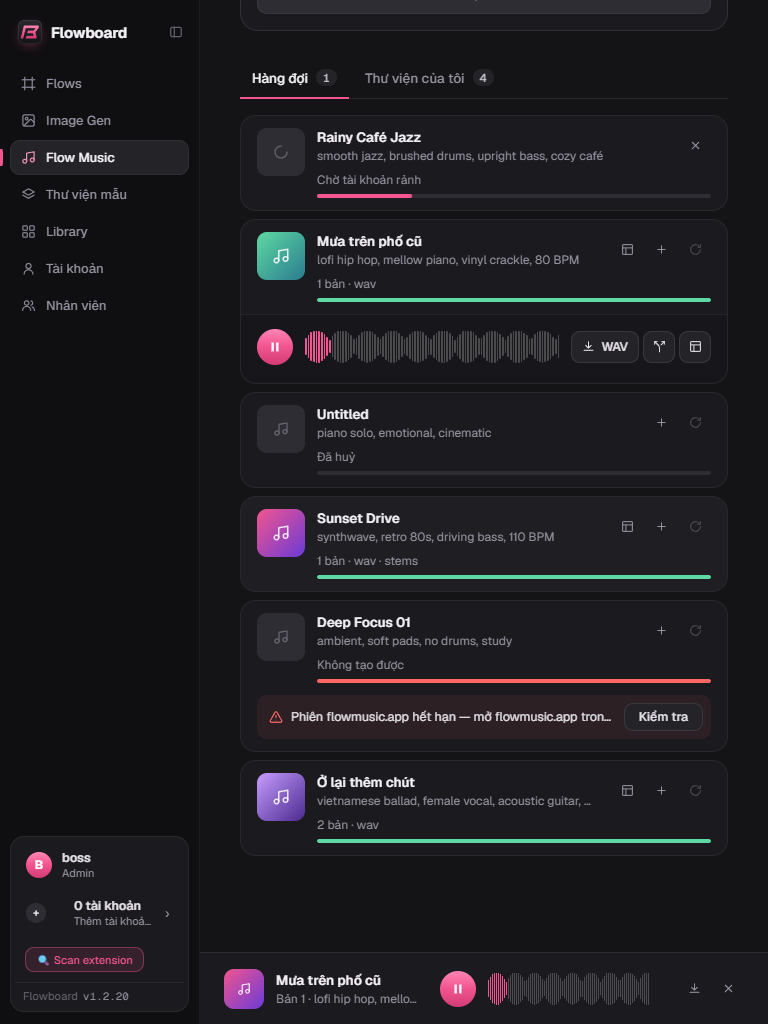 Flowboard
Flows
Image Gen
Flow Music
Thư viện mẫu
Library
Tài khoản
Nhân viên
Hàng đợi 1 Thư viện của tôi 4
Rainy Café Jazz
smooth jazz, brushed drums, upright bass, cozy café
Chờ tài khoản rảnh
Mưa trên phố cũ
lofi hip hop, mellow piano, vinyl crackle, 80 BPM
1 bản · wav
WAV
Untitled
piano solo, emotional, cinematic
Đã huỷ
Sunset Drive
synthwave, retro 80s, driving bass, 110 BPM
1 bản · wav · stems
Deep Focus 01
ambient, soft pads, no drums, study
Không tạo được
Phiên flowmusic.app hết hạn — mở flowmusic.app tron...
Kiểm tra
Ở lại thêm chút
vietnamese ballad, female vocal, acoustic guitar, ...
2 bản · wav
B
boss
Admin
0 tài khoản
Thêm tài khoả...
Scan extension
Flowboard v1.2.20
Mưa trên phố cũ
Bản 1 · lofi hip hop, mello...